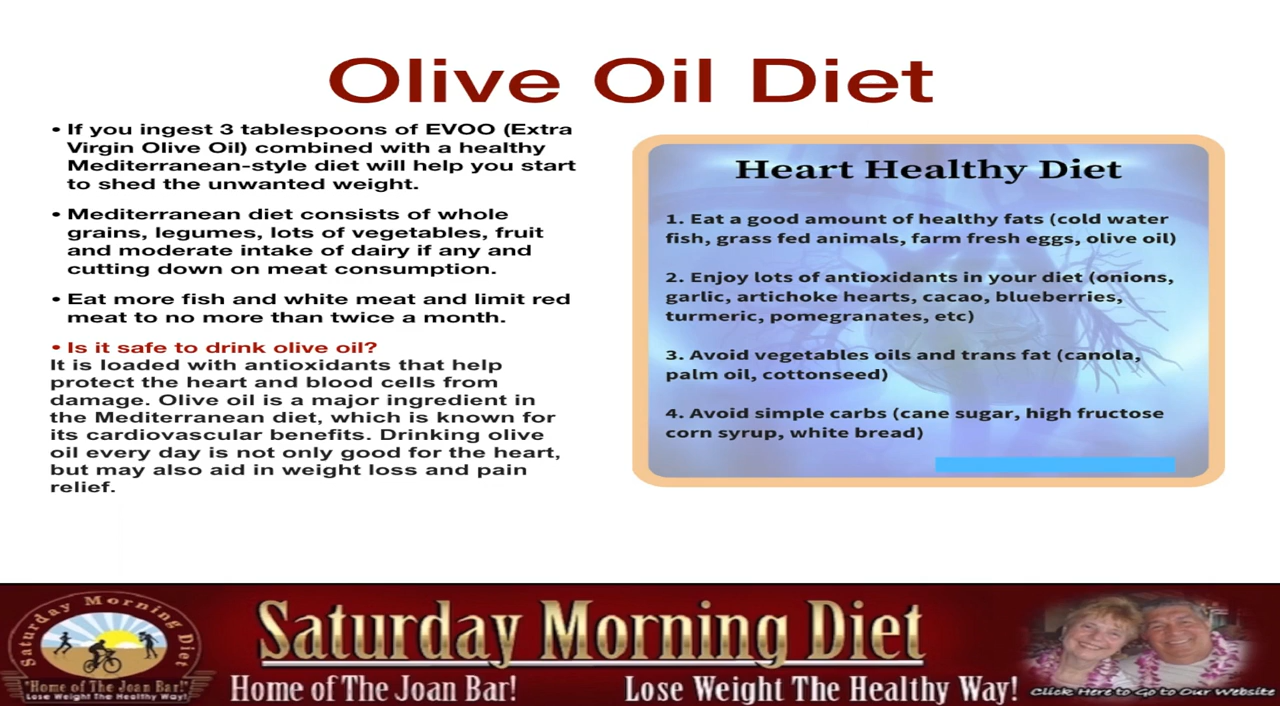 Olive Oil Diet
• If you ingest 3 tablespoons of EVOO (Extra
Virgin Olive Oil) combined with a healthy
Mediterranean-style diet will help you start
to shed the unwanted weight.
• Mediterranean diet consists of whole
grains, legumes, lots of vegetables, fruit
and moderate intake of dairy if any and
cutting down on meat consumption.
• Eat more fish and white meat and limit red
meat to no more than twice a month.
• Is it safe to drink olive oil?
It is loaded with antioxidants that help
protect the heart and blood cells from
damage. Olive oil is a major ingredient in
the Mediterranean diet, which is known for
its cardiovascular benefits. Drinking olive
oil every day is not only good for the heart,
but may also aid in weight loss and pain
relief.
Heart Healthy Diet
1. Eat a good amount of healthy fats (cold water
fish, grass fed animals, farm fresh eggs, olive oil)
2. Enjoy lots of antioxidants in your diet (onions,
garlic, artichoke hearts, cacao, blueberries,
turmeric, pomegranates, etc)
3. Avoid vegetables oils and trans fat (canola,
palm oil, cottonseed)
4. Avoid simple carbs (cane sugar, high fructose
corn syrup, white bread)
Saturday Morning Diet
"Home of The Joan Bar!"
Lose Weight The Healthy Way!
Saturday Morning Diet
Home of The Joan Bar!
Lose Weight The Healthy Way!
Click Here to Go to Our Website